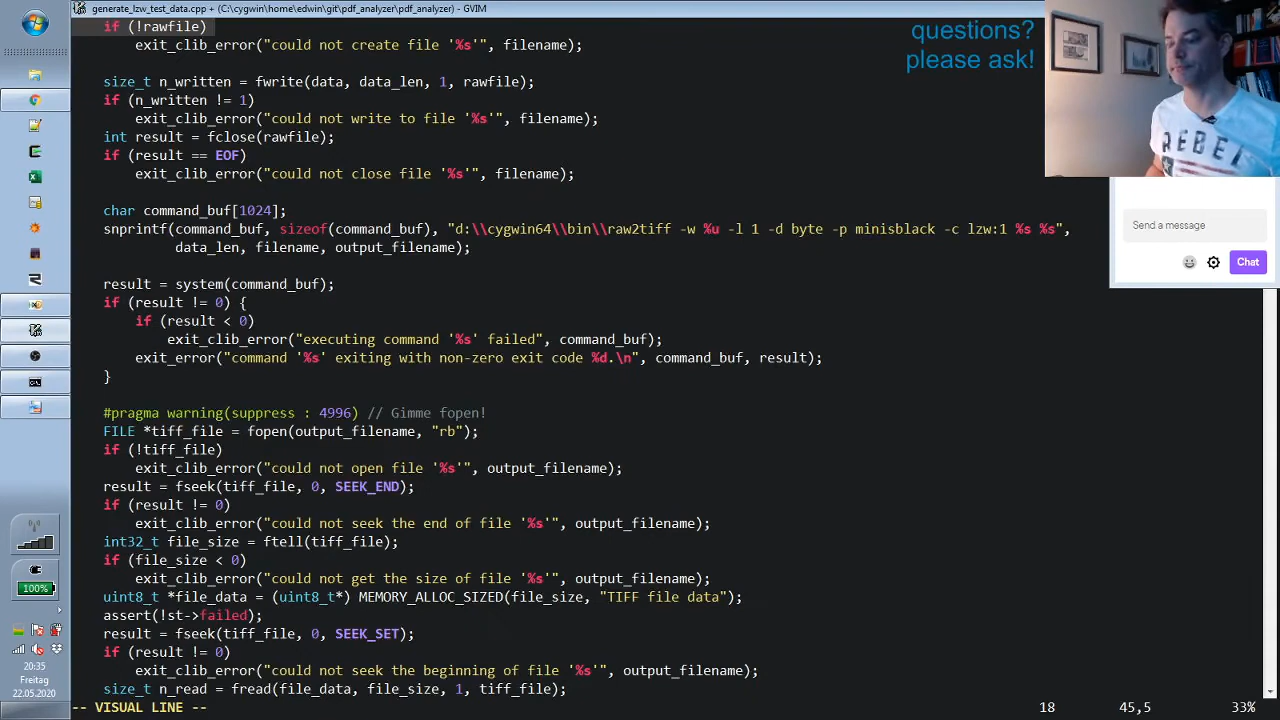 generate_lzw_test_data.cpp + (C:\cygwin\home\edwin\git\pdf_analyzer\pdf_analyzer) - GVIM
if (!rawfile)
exit_clib_error("could not create file '%s'", filename);
size_t n_written = fwrite(data, data_len, 1, rawfile);
if (n_written != 1)
exit_clib_error("could not write to file '%s'", filename);
int result = fclose(rawfile);
if (result == EOF)
exit_clib_error("could not close file '%s'", filename);
char command_buf[1024];
snprintf(command_buf, sizeof(command_buf), "d:\\cygwin64\\bin\\raw2tiff -w %u -l 1 -d byte -p minisblack -c lzw:1 %s %s",
data_len, filename, output_filename);
result = system(command_buf);
if (result != 0) {
if (result < 0)
exit_clib_error("executing command '%s' failed", command_buf);
exit_error("command '%s' exiting with non-zero exit code %d.\n", command_buf, result);
}
#pragma warning(suppress : 4996) // Gimme fopen!
FILE *tiff_file = fopen(output_filename, "rb");
if (!tiff_file)
exit_clib_error("could not open file '%s'", output_filename);
result = fseek(tiff_file, 0, SEEK_END);
if (result != 0)
exit_clib_error("could not seek the end of file '%s'", output_filename);
int32_t file_size = ftell(tiff_file);
if (file_size < 0)
exit_clib_error("could not get the size of file '%s'", output_filename);
uint8_t *file_data = (uint8_t*) MEMORY_ALLOC_SIZED(file_size, "TIFF file data");
assert(!st->failed);
result = fseek(tiff_file, 0, SEEK_SET);
if (result != 0)
exit_clib_error("could not seek the beginning of file '%s'", output_filename);
size_t n_read = fread(file_data, file_size, 1, tiff_file);
-- VISUAL LINE -- 18 45,5 33%
questions?
please ask!
REBEL
Send a message
Chat
100%
20:35
Freitag
22.05.2020